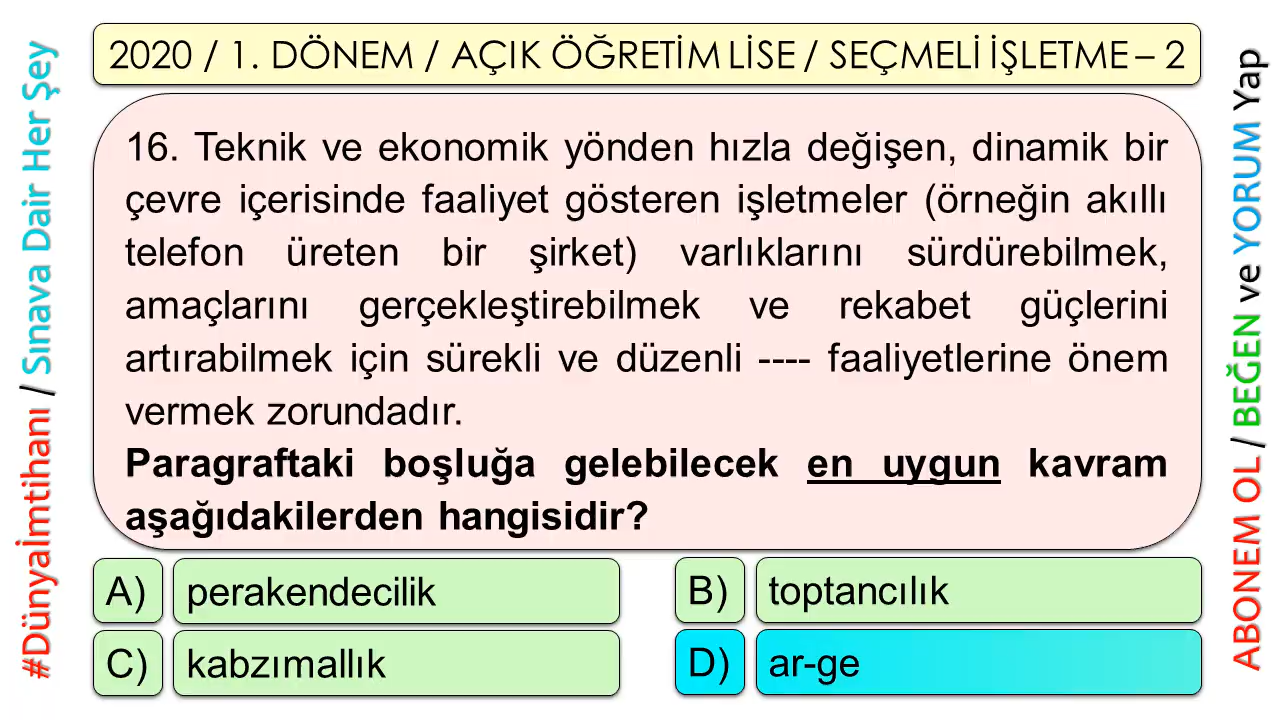 2020 / 1. DÖNEM / AÇIK ÖĞRETİM LİSE / SEÇMELİ İŞLETME – 2
16. Teknik ve ekonomik yönden hızla değişen, dinamik bir
çevre içerisinde faaliyet gösteren işletmeler (örneğin akıllı
telefon üreten bir şirket) varlıklarını sürdürebilmek,
amaçlarını gerçekleştirebilmek ve rekabet güçlerini
artırabilmek için sürekli ve düzenli ---- faaliyetlerine önem
vermek zorundadır.
Paragraftaki boşluğa gelebilecek en uygun kavram
aşağıdakilerden hangisidir?
A) perakendecilik
B) toptancılık
C) kabzımallık
D) ar-ge
#Dünyaİmtihanı / Sınava Dair Her Şey
ABONEM OL / BEĞEN ve YORUM Yap